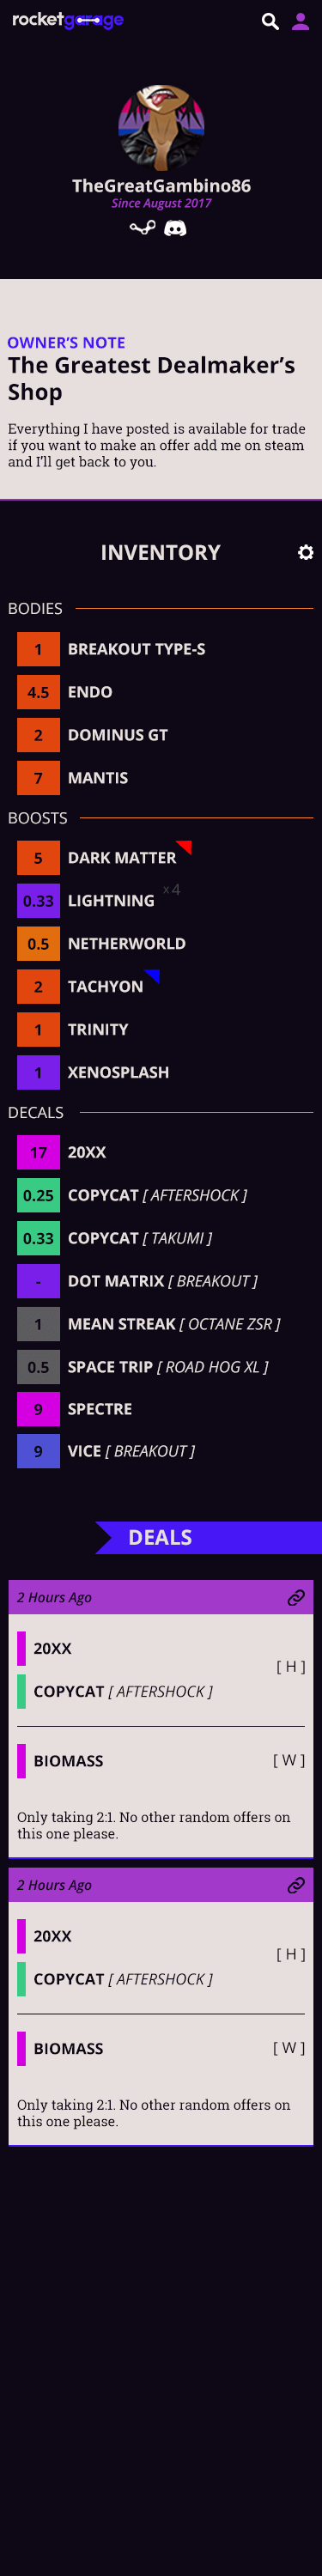 rocketgarage
TheGreatGambino86
Since August 2017
OWNER'S NOTE
The Greatest Dealmaker's
Shop
Everything I have posted is available for trade
if you want to make an offer add me on steam
and I'll get back to you.
INVENTORY
BODIES
1 BREAKOUT TYPE-S
4.5 ENDO
2 DOMINUS GT
7 MANTIS
BOOSTS
5 DARK MATTER
0.33 LIGHTNING x4
0.5 NETHERWORLD
2 TACHYON
1 TRINITY
1 XENOSPLASH
DECALS
17 20XX
0.25 COPYCAT [ AFTERSHOCK ]
0.33 COPYCAT [ TAKUMI ]
- DOT MATRIX [ BREAKOUT ]
1 MEAN STREAK [ OCTANE ZSR ]
0.5 SPACE TRIP [ ROAD HOG XL ]
9 SPECTRE
9 VICE [ BREAKOUT ]
DEALS
2 Hours Ago
20XX
[ H ]
COPYCAT [ AFTERSHOCK ]
BIOMASS [ W ]
Only taking 2:1. No other random offers on
this one please.
2 Hours Ago
20XX
[ H ]
COPYCAT [ AFTERSHOCK ]
BIOMASS [ W ]
Only taking 2:1. No other random offers on
this one please.